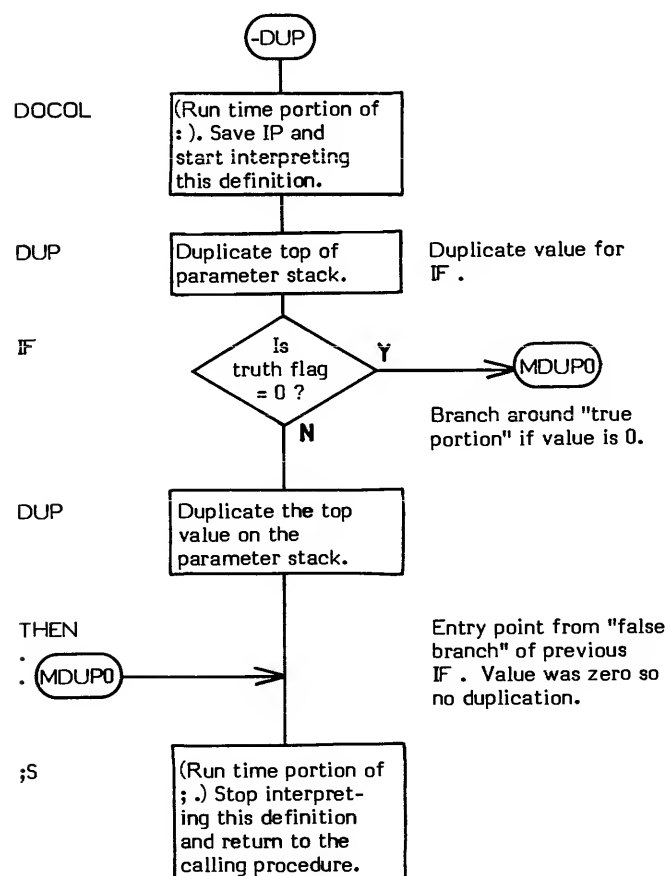 -DUP
DOCOL
(Run time portion of
: ). Save IP and
start interpreting
this definition.
DUP
Duplicate top of
parameter stack.
Duplicate value for
IF .
IF
Is
truth flag
= 0 ?
Y
MDUP0
N
Branch around "true
portion" if value is 0.
DUP
Duplicate the top
value on the
parameter stack.
THEN
:
MDUP0
Entry point from "false
branch" of previous
IF . Value was zero so
no duplication.
;S
(Run time portion of
; .) Stop interpret-
ing this definition
and return to the
calling procedure.